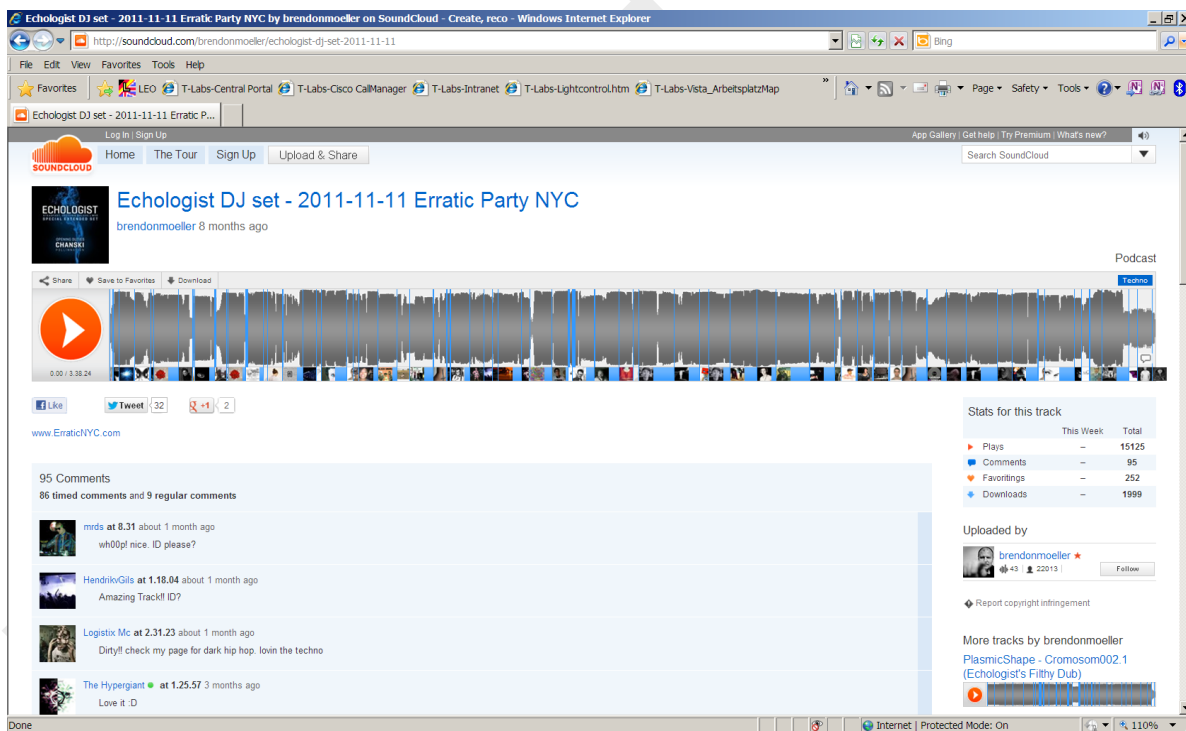 Echologist DJ set - 2011-11-11 Erratic Party NYC by brendonmoeller on SoundCloud - Create, reco - Windows Internet Explorer
http://soundcloud.com/brendonmoeller/echologist-dj-set-2011-11-11
Bing
File Edit View Favorites Tools Help
Favorites LEO T-Labs-Central Portal T-Labs-Cisco CallManager T-Labs-Intranet T-Labs-Lightcontrol.htm T-Labs-Vista_ArbeitsplatzMap » Page Safety Tools
Echologist DJ set - 2011-11-11 Erratic P...
Log In | Sign Up App Gallery | Get help | Try Premium | What's new?
SOUNDCLOUD Home The Tour Sign Up Upload & Share Search SoundCloud
Echologist DJ set - 2011-11-11 Erratic Party NYC
brendonmoeller 8 months ago
ECHOLOGIST
SPECIAL EXTENDED SET
CHANSKI
Podcast
Share Save to Favorites Download Techno
0.00 / 3.38.24
Like Tweet 32 +1 2
www.ErraticNYC.com
95 Comments
86 timed comments and 9 regular comments
mrds at 8.31 about 1 month ago
wh00p! nice. ID please?
HendrikvGils at 1.18.04 about 1 month ago
Amazing Track!! ID?
Logistix Mc at 2.31.23 about 1 month ago
Dirty!! check my page for dark hip hop. lovin the techno
The Hypergiant at 1.25.57 3 months ago
Love it :D
Stats for this track
This Week Total
Plays – 15125
Comments – 95
Favoritings – 252
Downloads – 1999
Uploaded by
brendonmoeller
43 | 22013 | Follow
Report copyright infringement
More tracks by brendonmoeller
PlasmicShape - Cromosom002.1
(Echologist's Filthy Dub)
Done Internet | Protected Mode: On 110%